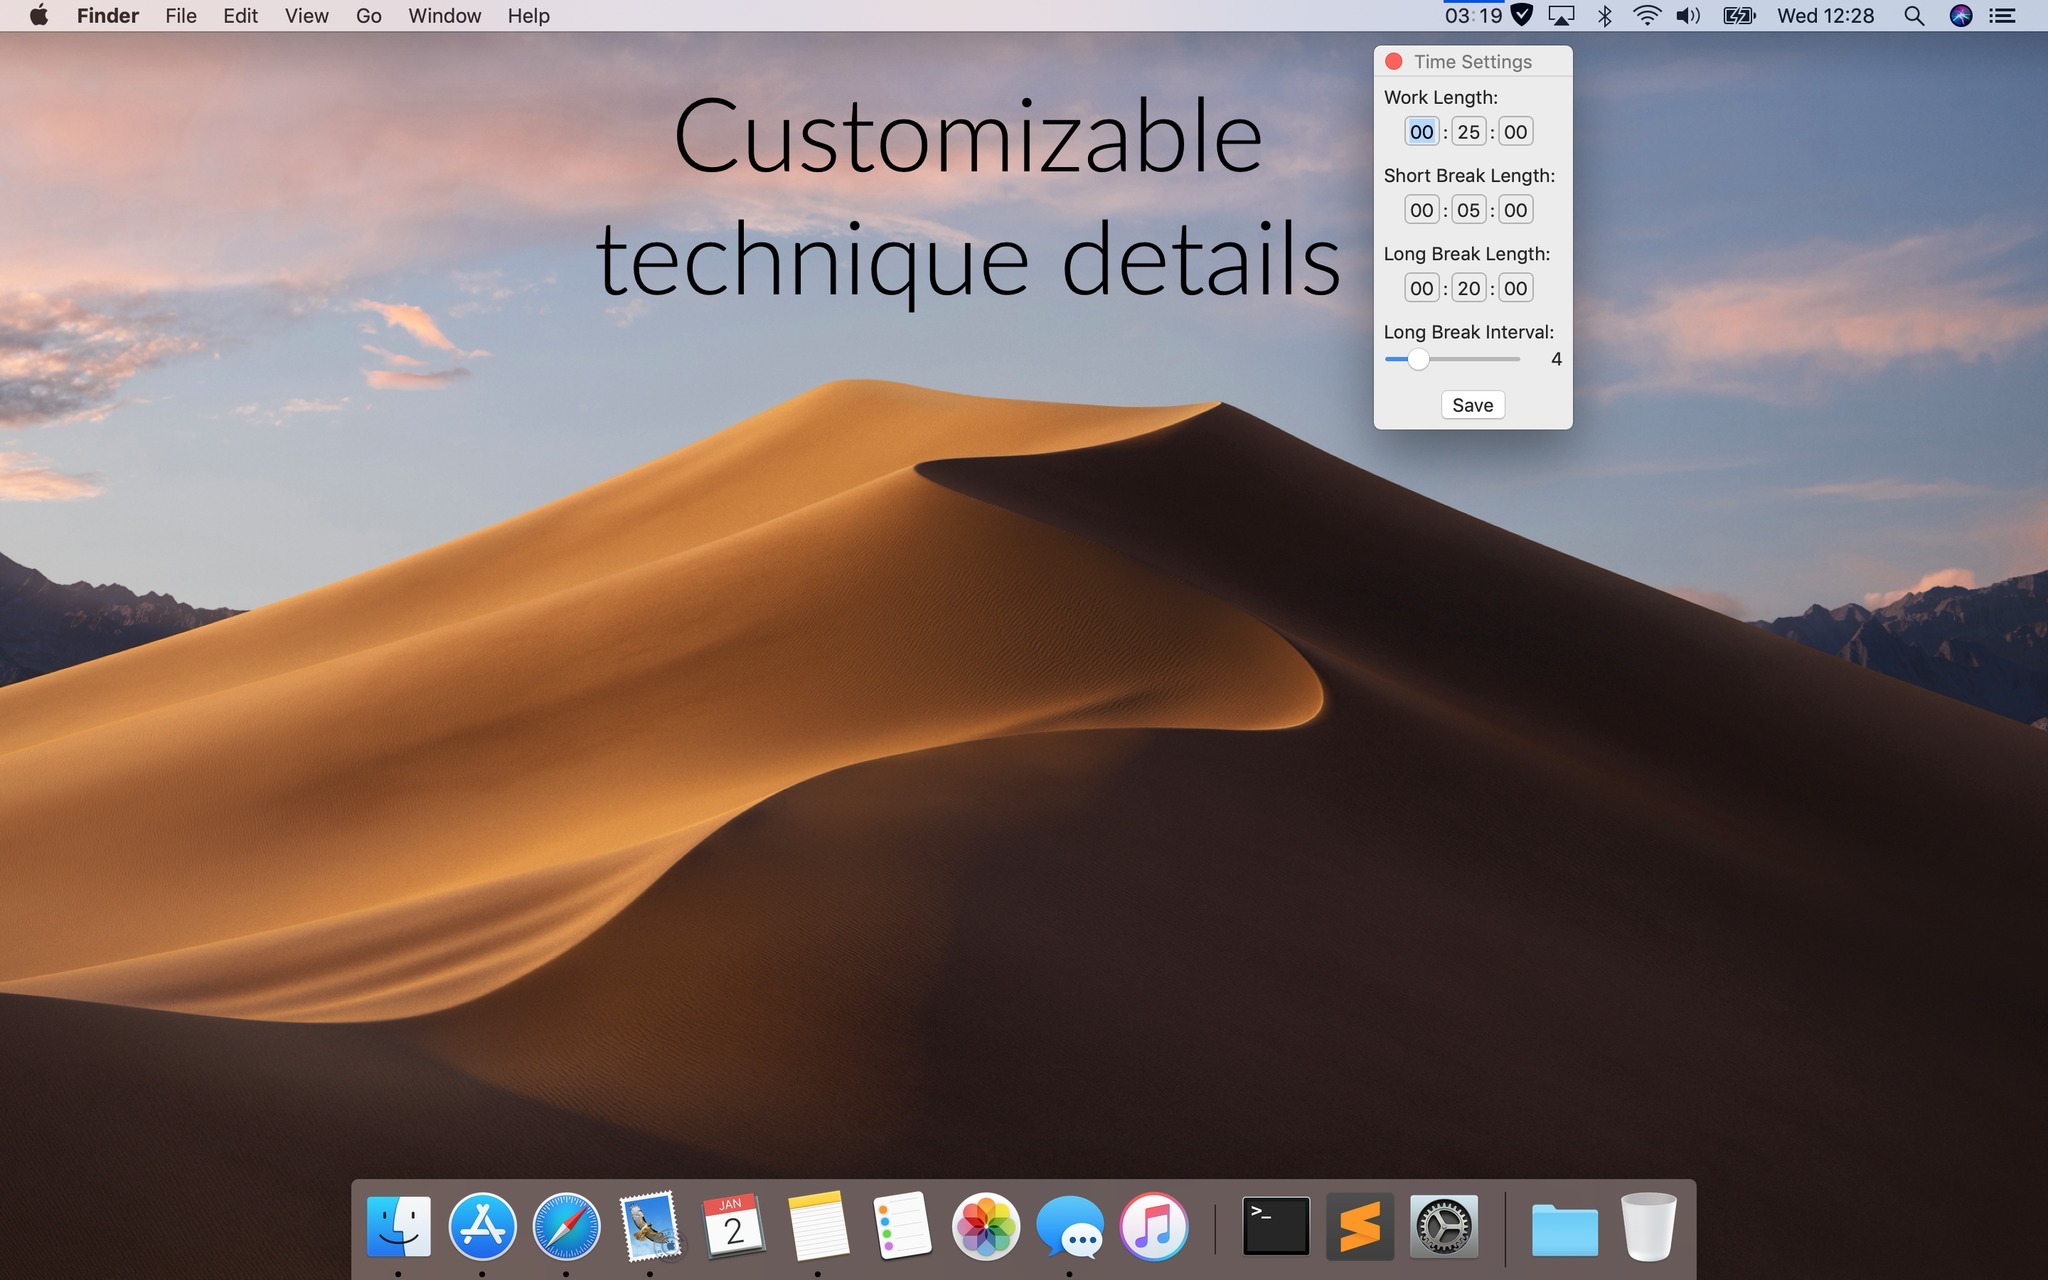 Finder File Edit View Go Window Help 03:19 Wed 12:28
Time Settings
Customizable
technique details
Work Length:
00 : 25 : 00
Short Break Length:
00 : 05 : 00
Long Break Length:
00 : 20 : 00
Long Break Interval:
4
Save
JAN
2
>_